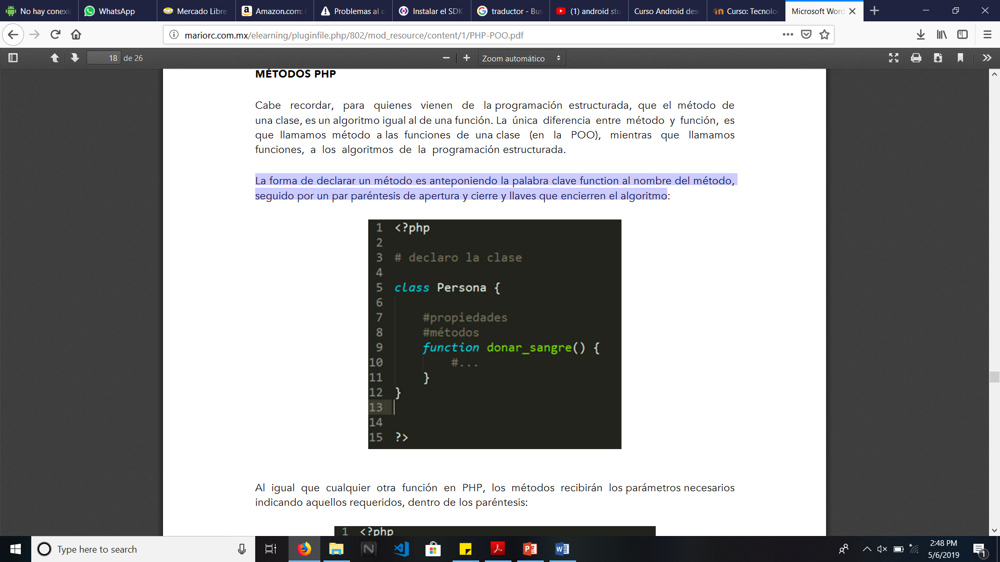 No hay conexi
WhatsApp
Mercado Libre
Amazon.com:
Problemas al c
Instalar el SDK
traductor - Bus
(1) android stu
Curso Android des
Curso: Tecnolo
Microsoft Word
mariorc.com.mx/elearning/pluginfile.php/802/mod_resource/content/1/PHP-POO.pdf
18 de 26
Zoom automático
MÉTODOS PHP
Cabe recordar, para quienes vienen de la programación estructurada, que el método de
una clase, es un algoritmo igual al de una función. La única diferencia entre método y función, es
que llamamos método a las funciones de una clase (en la POO), mientras que llamamos
funciones, a los algoritmos de la programación estructurada.
La forma de declarar un método es anteponiendo la palabra clave function al nombre del método,
seguido por un par paréntesis de apertura y cierre y llaves que encierren el algoritmo:
1 <?php
2
3 # declaro la clase
4
5 class Persona {
6
7 #propiedades
8 #métodos
9 function donar_sangre() {
10 #...
11 }
12 }
13
14
15 ?>
Al igual que cualquier otra función en PHP, los métodos recibirán los parámetros necesarios
indicando aquellos requeridos, dentro de los paréntesis:
1 <?php
Type here to search
2:48 PM
5/6/2019
1